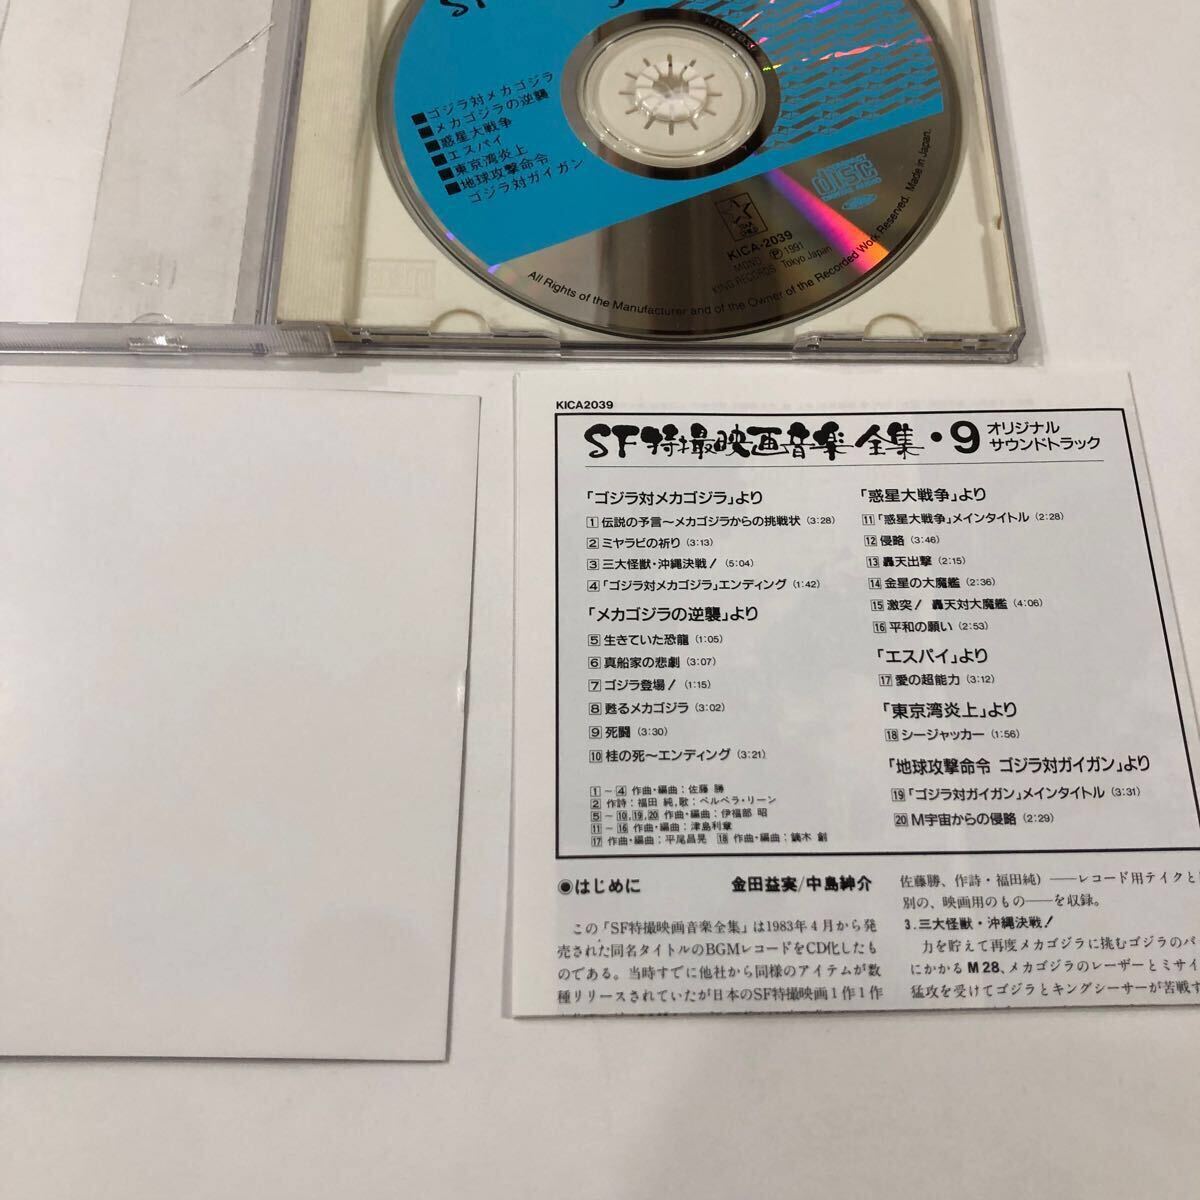 SF
KICA-2039
■ゴジラ対メカゴジラ
■メカゴジラの逆襲
■惑星大戦争
■エスパイ
■東京湾炎上
■地球攻撃命令
ゴジラ対ガイガン
STAR CHILD
KICA-2039
MONO Ⓟ1991
KING RECORDS Tokyo Japan
COMPACT disc DIGITAL AUDIO
All Rights of the Manufacturer and of the Owner of the Recorded Work Reserved. Made in Japan.
KICA2039
SF特撮映画音楽全集・9 オリジナル
サウンドトラック
「ゴジラ対メカゴジラ」より
1 伝説の予言〜メカゴジラからの挑戦状 (3:28)
2 ミヤラビの祈り (3:13)
3 三大怪獣・沖縄決戦! (5:04)
4 「ゴジラ対メカゴジラ」エンディング (1:42)
「メカゴジラの逆襲」より
5 生きていた恐龍 (1:05)
6 真船家の悲劇 (3:07)
7 ゴジラ登場! (1:15)
8 甦るメカゴジラ (3:02)
9 死闘 (3:30)
10 桂の死〜エンディング (3:21)
1〜4 作曲・編曲:佐藤 勝
2 作詩:福田 純,歌:ベルベラ・リーン
5〜10,19,20 作曲・編曲:伊福部 昭
11〜16 作曲・編曲:津島利章
17 作曲・編曲:平尾昌晃 18 作曲・編曲:鏑木 創
「惑星大戦争」より
11 「惑星大戦争」メインタイトル (2:28)
12 侵略 (3:46)
13 轟天出撃 (2:15)
14 金星の大魔艦 (2:36)
15 激突! 轟天対大魔艦 (4:06)
16 平和の願い (2:53)
「エスパイ」より
17 愛の超能力 (3:12)
「東京湾炎上」より
18 シージャッカー (1:56)
「地球攻撃命令 ゴジラ対ガイガン」より
19 「ゴジラ対ガイガン」メインタイトル (3:31)
20 M宇宙からの侵略 (2:29)
◉はじめに 金田益実/中島紳介
この「SF特撮映画音楽全集」は1983年4月から発
売された同名タイトルのBGMレコードをCD化したも
のである。当時すでに他社から同様のアイテムが数
種リリースされていたが日本のSF特撮映画1作1作
佐藤勝、作詩・福田純)——レコード用テイクと
別の、映画用のもの——を収録。
3.三大怪獣・沖縄決戦!
力を貯えて再度メカゴジラに挑むゴジラのバ
にかかるM28、メカゴジラのレーザーとミサイ
猛攻を受けてゴジラとキングシーサーが苦戦す